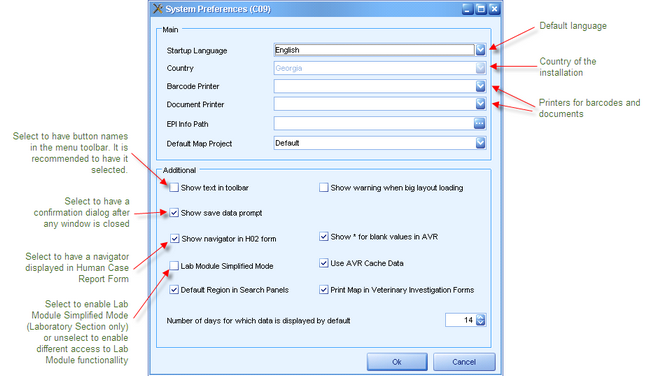 System Preferences (C09)
Main
Startup Language
English
Country
Georgia
Barcode Printer
Document Printer
EPI Info Path
Default Map Project
Default
Default language
Country of the
installation
Printers for barcodes and
documents
Select to have button names
in the menu toolbar. It is
recommended to have it
selected.
Select to have a
confirmation dialog after
any window is closed
Select to have a navigator
displayed in Human Case
Report Form
Select to enable Lab
Module Simplified Mode
(Laboratory Section only)
or unselect to enable
different access to Lab
Module functionallity
Additional
Show text in toolbar
Show warning when big layout loading
Show save data prompt
Show navigator in H02 form
Show * for blank values in AVR
Lab Module Simplified Mode
Use AVR Cache Data
Default Region in Search Panels
Print Map in Veterinary Investigation Forms
Number of days for which data is displayed by default
14
Ok
Cancel